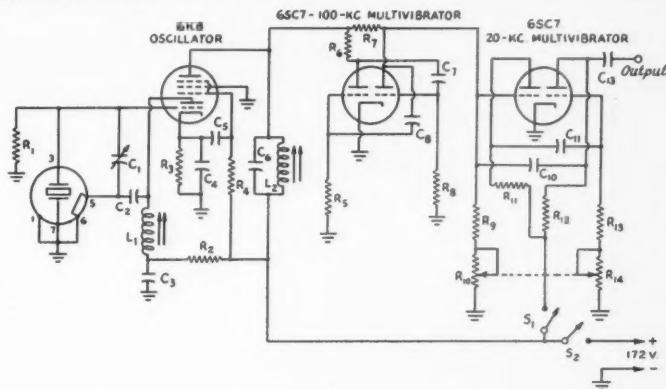 6K8
OSCILLATOR
6SC7-100-KC MULTIVIBRATOR
6SC7
20-KC. MULTIVIBRATOR
R6
R7
C13
Output
C7
C8
C5
C11
C10
R1
3
C1
R3
C4
R4
C6
L2
R5
R8
R11
R12
R9
R13
5
C2
1
7
6
L1
R2
C3
R10
R14
S1
S2
+
172 V.
-